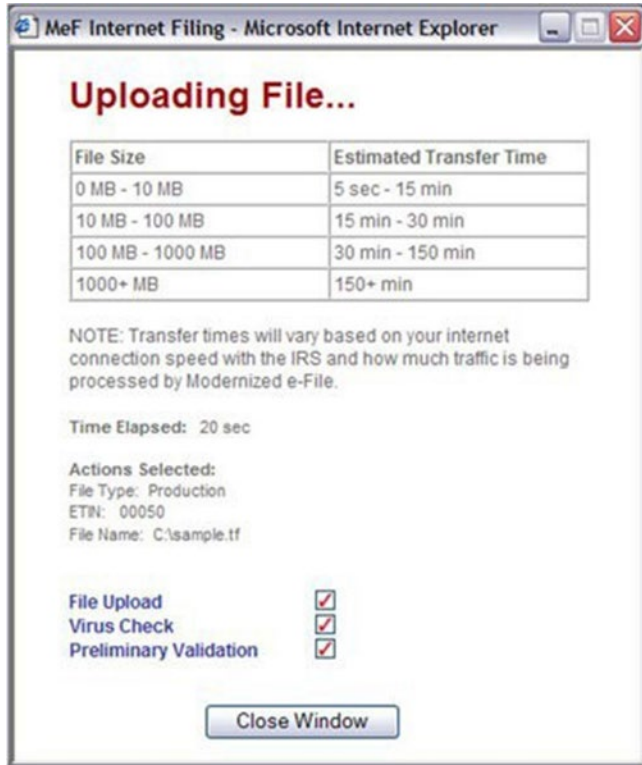 MeF Internet Filing - Microsoft Internet Explorer
Uploading File...
File Size Estimated Transfer Time
0 MB - 10 MB 5 sec - 15 min
10 MB - 100 MB 15 min - 30 min
100 MB - 1000 MB 30 min - 150 min
1000+ MB 150+ min
NOTE: Transfer times will vary based on your internet
connection speed with the IRS and how much traffic is being
processed by Modernized e-File.
Time Elapsed: 20 sec
Actions Selected:
File Type: Production
ETIN: 00050
File Name: C:\sample.tf
File Upload
Virus Check
Preliminary Validation
Close Window